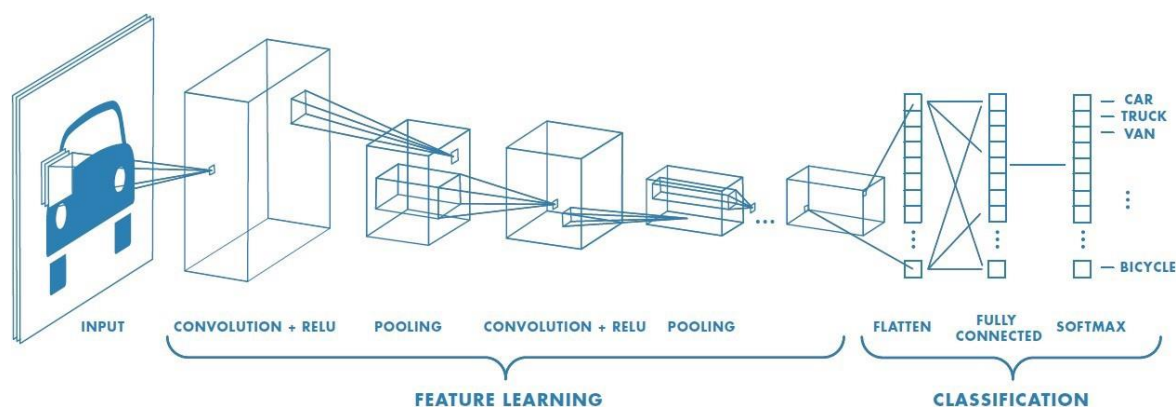 CAR
TRUCK
VAN
BICYCLE
INPUT
CONVOLUTION + RELU
POOLING
CONVOLUTION + RELU
POOLING
FLATTEN
FULLY
CONNECTED
SOFTMAX
FEATURE LEARNING
CLASSIFICATION